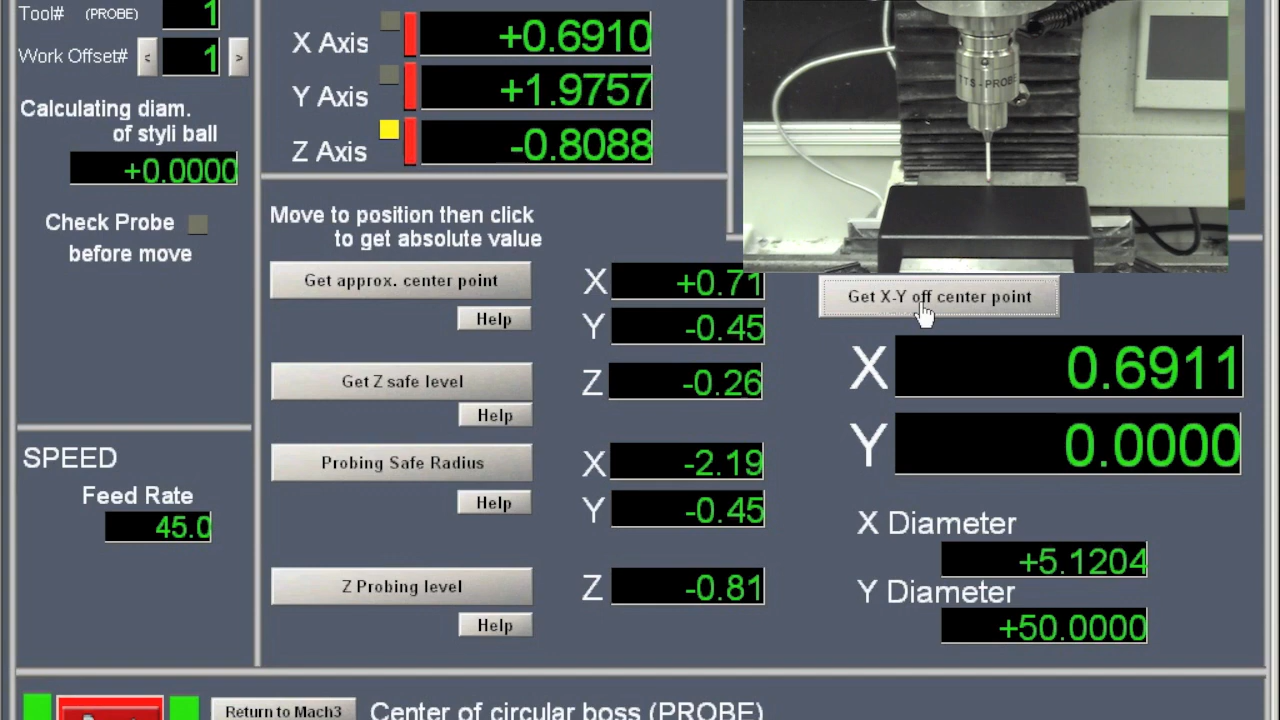 Tool# (PROBE) 1
Work Offset# < 1 >
Calculating diam.
of styli ball
+0.0000
Check Probe
before move
SPEED
Feed Rate
45.0
X Axis +0.6910
Y Axis +1.9757
Z Axis -0.8088
Move to position then click
to get absolute value
Get approx. center point X +0.71
Help Y -0.45
Get Z safe level Z -0.26
Help
Probing Safe Radius X -2.19
Help Y -0.45
Z Probing level Z -0.81
Help
TTS-PROBE
Get X-Y off center point
X 0.6911
Y 0.0000
X Diameter
+5.1204
Y Diameter
+50.0000
Return to Mach3 Center of circular boss (PROBE)